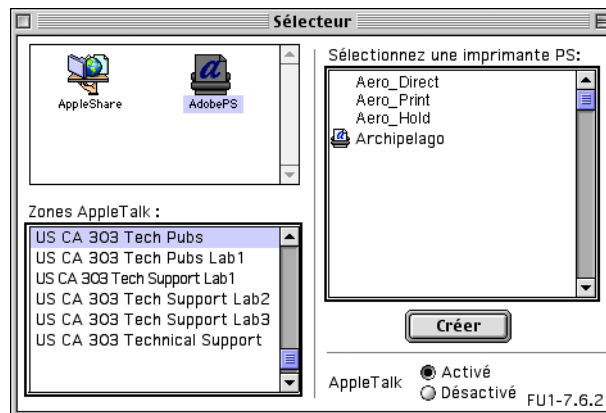 Sélecteur
AppleShare
AdobePS
Zones AppleTalk :
US CA 303 Tech Pubs
US CA 303 Tech Pubs Lab1
US CA 303 Tech Support Lab1
US CA 303 Tech Support Lab2
US CA 303 Tech Support Lab3
US CA 303 Technical Support
Sélectionnez une imprimante PS:
Aero_Direct
Aero_Print
Aero_Hold
Archipelago
Créer
AppleTalk
Activé
Désactivé
FU1-7.6.2